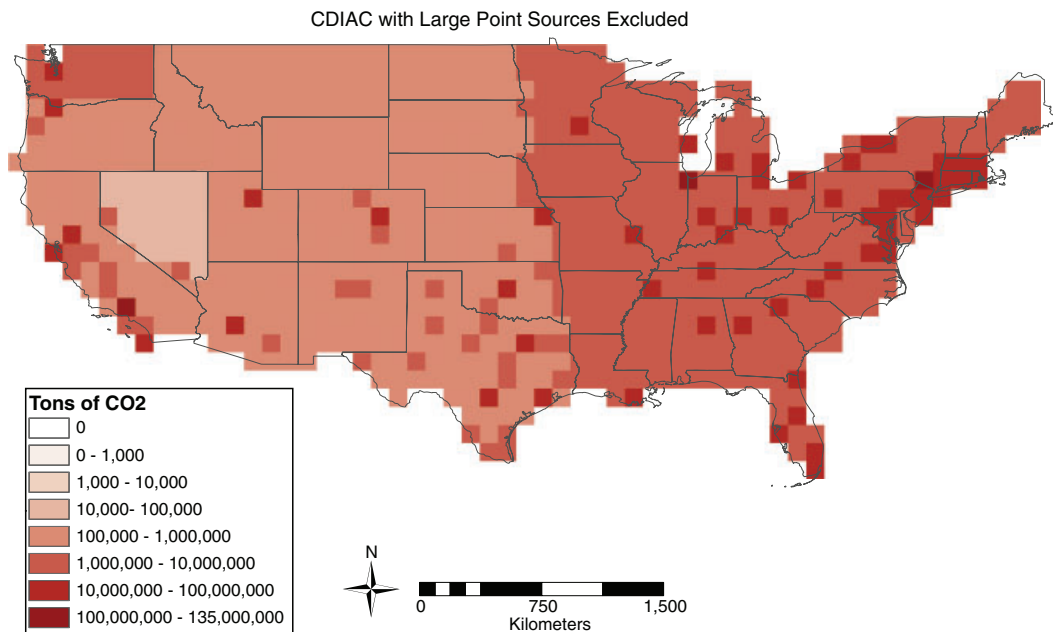 CDIAC with Large Point Sources Excluded
Tons of CO2
0
0 - 1,000
1,000 - 10,000
10,000- 100,000
100,000 - 1,000,000
1,000,000 - 10,000,000
10,000,000 - 100,000,000
100,000,000 - 135,000,000
N
0 750 1,500
Kilometers